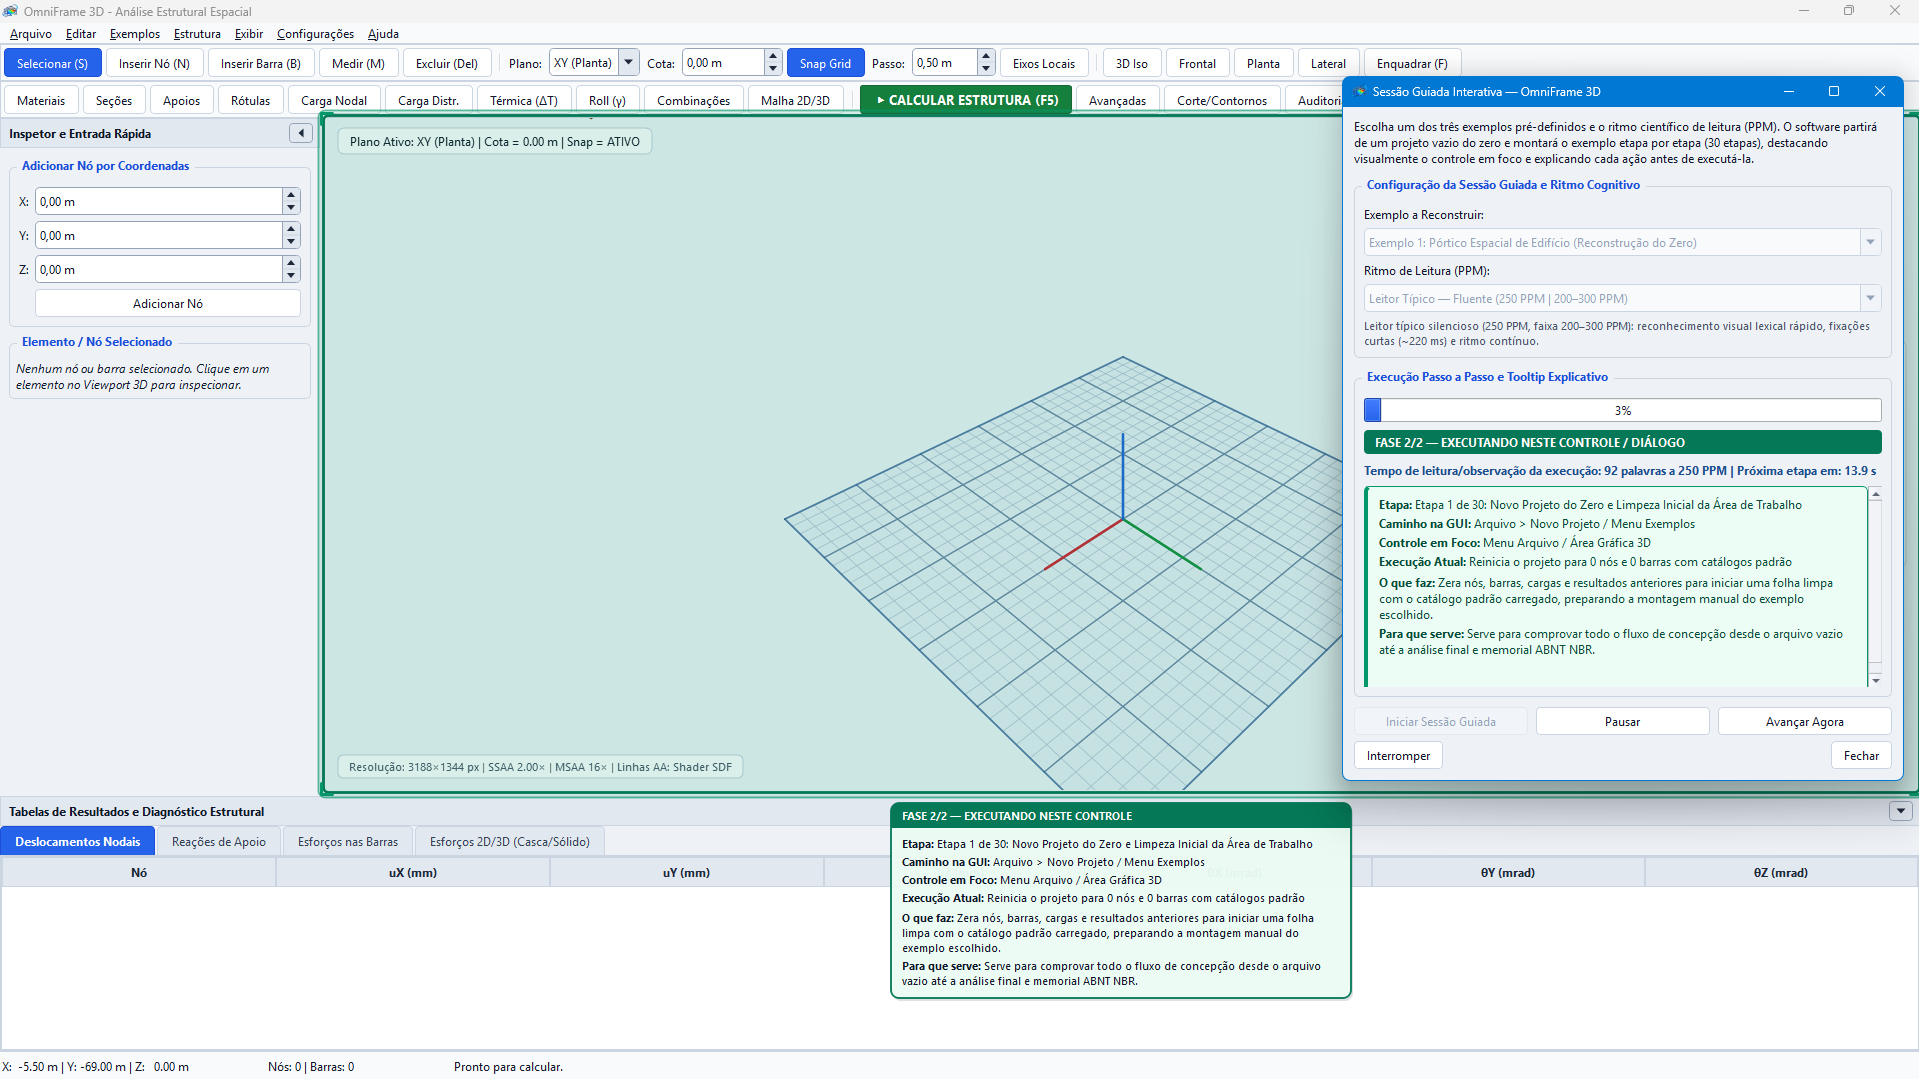 OmniFrame 3D - Análise Estrutural Espacial
Arquivo Editar Exemplos Estrutura Exibir Configurações Ajuda
Selecionar (S) Inserir Nó (N) Inserir Barra (B) Medir (M) Excluir (Del) Plano: XY (Planta) Cota: 0,00 m Snap Grid Passo: 0,50 m Eixos Locais 3D Iso Frontal Planta Lateral Enquadrar (F)
Materiais Seções Apoios Rótulas Carga Nodal Carga Distr. Térmica (ΔT) Roll (γ) Combinações Malha 2D/3D ▸ CALCULAR ESTRUTURA (F5) Avançadas Corte/Contornos Auditori
Inspetor e Entrada Rápida
Adicionar Nó por Coordenadas
X: 0,00 m
Y: 0,00 m
Z: 0,00 m
Adicionar Nó
Elemento / Nó Selecionado
Nenhum nó ou barra selecionado. Clique em um
elemento no Viewport 3D para inspecionar.
Plano Ativo: XY (Planta) | Cota = 0.00 m | Snap = ATIVO
Resolução: 3188×1344 px | SSAA 2.00× | MSAA 16× | Linhas AA: Shader SDF
Sessão Guiada Interativa — OmniFrame 3D
Escolha um dos três exemplos pré-definidos e o ritmo científico de leitura (PPM). O software partirá
de um projeto vazio do zero e montará o exemplo etapa por etapa (30 etapas), destacando
visualmente o controle em foco e explicando cada ação antes de executá-la.
Configuração da Sessão Guiada e Ritmo Cognitivo
Exemplo a Reconstruir:
Exemplo 1: Pórtico Espacial de Edifício (Reconstrução do Zero)
Ritmo de Leitura (PPM):
Leitor Típico — Fluente (250 PPM | 200–300 PPM)
Leitor típico silencioso (250 PPM, faixa 200–300 PPM): reconhecimento visual lexical rápido, fixações
curtas (~220 ms) e ritmo contínuo.
Execução Passo a Passo e Tooltip Explicativo
3%
FASE 2/2 — EXECUTANDO NESTE CONTROLE / DIÁLOGO
Tempo de leitura/observação da execução: 92 palavras a 250 PPM | Próxima etapa em: 13.9 s
Etapa: Etapa 1 de 30: Novo Projeto do Zero e Limpeza Inicial da Área de Trabalho
Caminho na GUI: Arquivo > Novo Projeto / Menu Exemplos
Controle em Foco: Menu Arquivo / Área Gráfica 3D
Execução Atual: Reinicia o projeto para 0 nós e 0 barras com catálogos padrão
O que faz: Zera nós, barras, cargas e resultados anteriores para iniciar uma folha limpa
com o catálogo padrão carregado, preparando a montagem manual do exemplo
escolhido.
Para que serve: Serve para comprovar todo o fluxo de concepção desde o arquivo vazio
até a análise final e memorial ABNT NBR.
Iniciar Sessão Guiada Pausar Avançar Agora
Interromper Fechar
Tabelas de Resultados e Diagnóstico Estrutural
Deslocamentos Nodais Reações de Apoio Esforços nas Barras Esforços 2D/3D (Casca/Sólido)
Nó uX (mm) uY (mm) θY (mrad) θZ (mrad)
FASE 2/2 — EXECUTANDO NESTE CONTROLE
Etapa: Etapa 1 de 30: Novo Projeto do Zero e Limpeza Inicial da Área de Trabalho
Caminho na GUI: Arquivo > Novo Projeto / Menu Exemplos
Controle em Foco: Menu Arquivo / Área Gráfica 3D
Execução Atual: Reinicia o projeto para 0 nós e 0 barras com catálogos padrão
O que faz: Zera nós, barras, cargas e resultados anteriores para iniciar uma folha
limpa com o catálogo padrão carregado, preparando a montagem manual do
exemplo escolhido.
Para que serve: Serve para comprovar todo o fluxo de concepção desde o arquivo
vazio até a análise final e memorial ABNT NBR.
X: -5.50 m | Y: -69.00 m | Z: 0.00 m Nós: 0 | Barras: 0 Pronto para calcular.